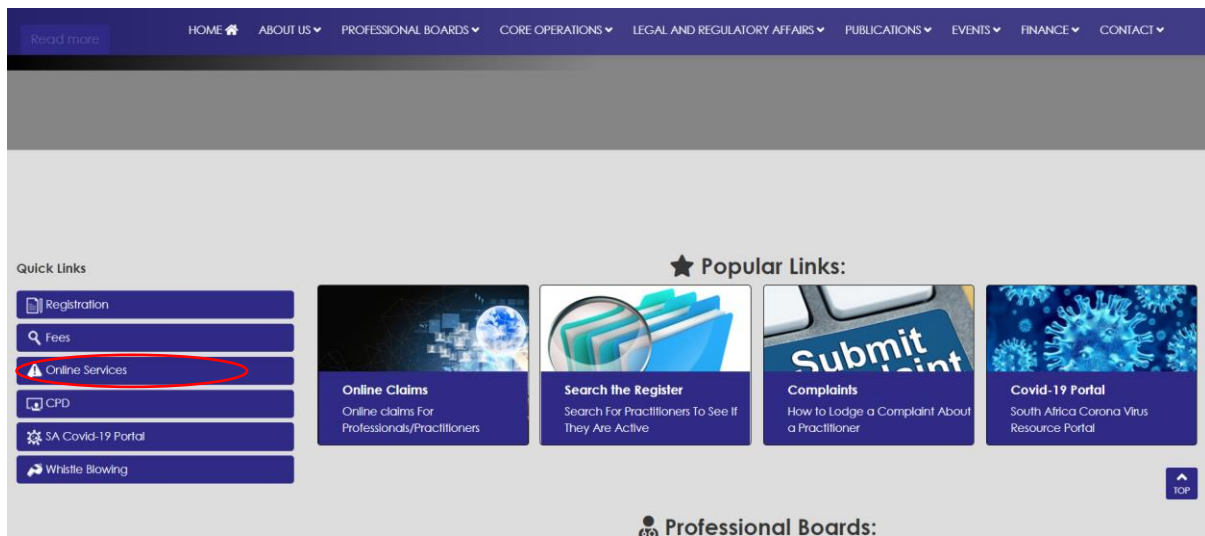 Read more
HOME ABOUT US PROFESSIONAL BOARDS CORE OPERATIONS LEGAL AND REGULATORY AFFAIRS PUBLICATIONS EVENTS FINANCE CONTACT
Quick Links
Registration
Fees
Online Services
CPD
SA Covid-19 Portal
Whistle Blowing
Popular Links:
Online Claims
Online claims For
Professionals/Practitioners
Search the Register
Search For Practitioners To See If
They Are Active
Submit
Complaints
How to Lodge a Complaint About
a Practitioner
Covid-19 Portal
South Africa Corona Virus
Resource Portal
TOP
Professional Boards: